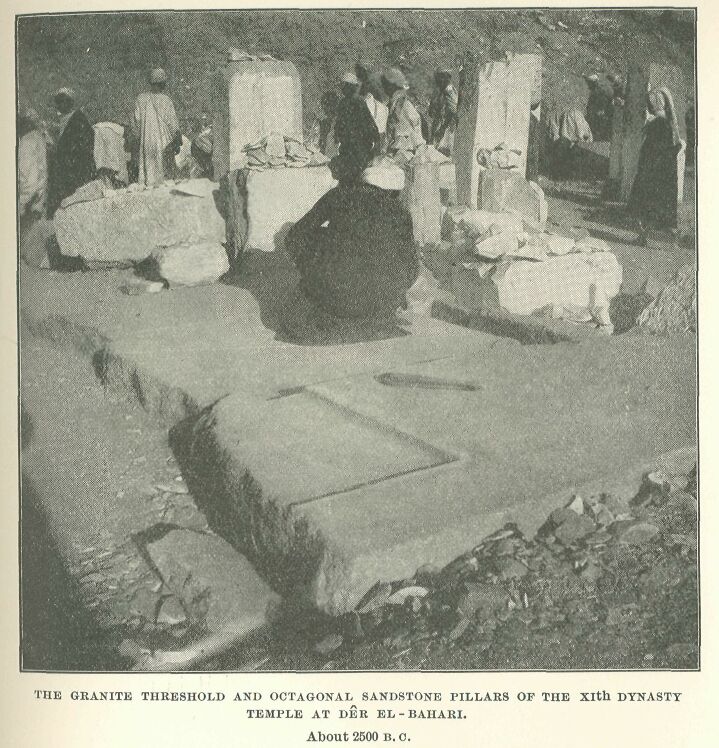 THE GRANITE THRESHOLD AND OCTAGONAL SANDSTONE PILLARS OF THE XIth DYNASTY
TEMPLE AT DÊR EL-BAHARI.
About 2500 B.C.